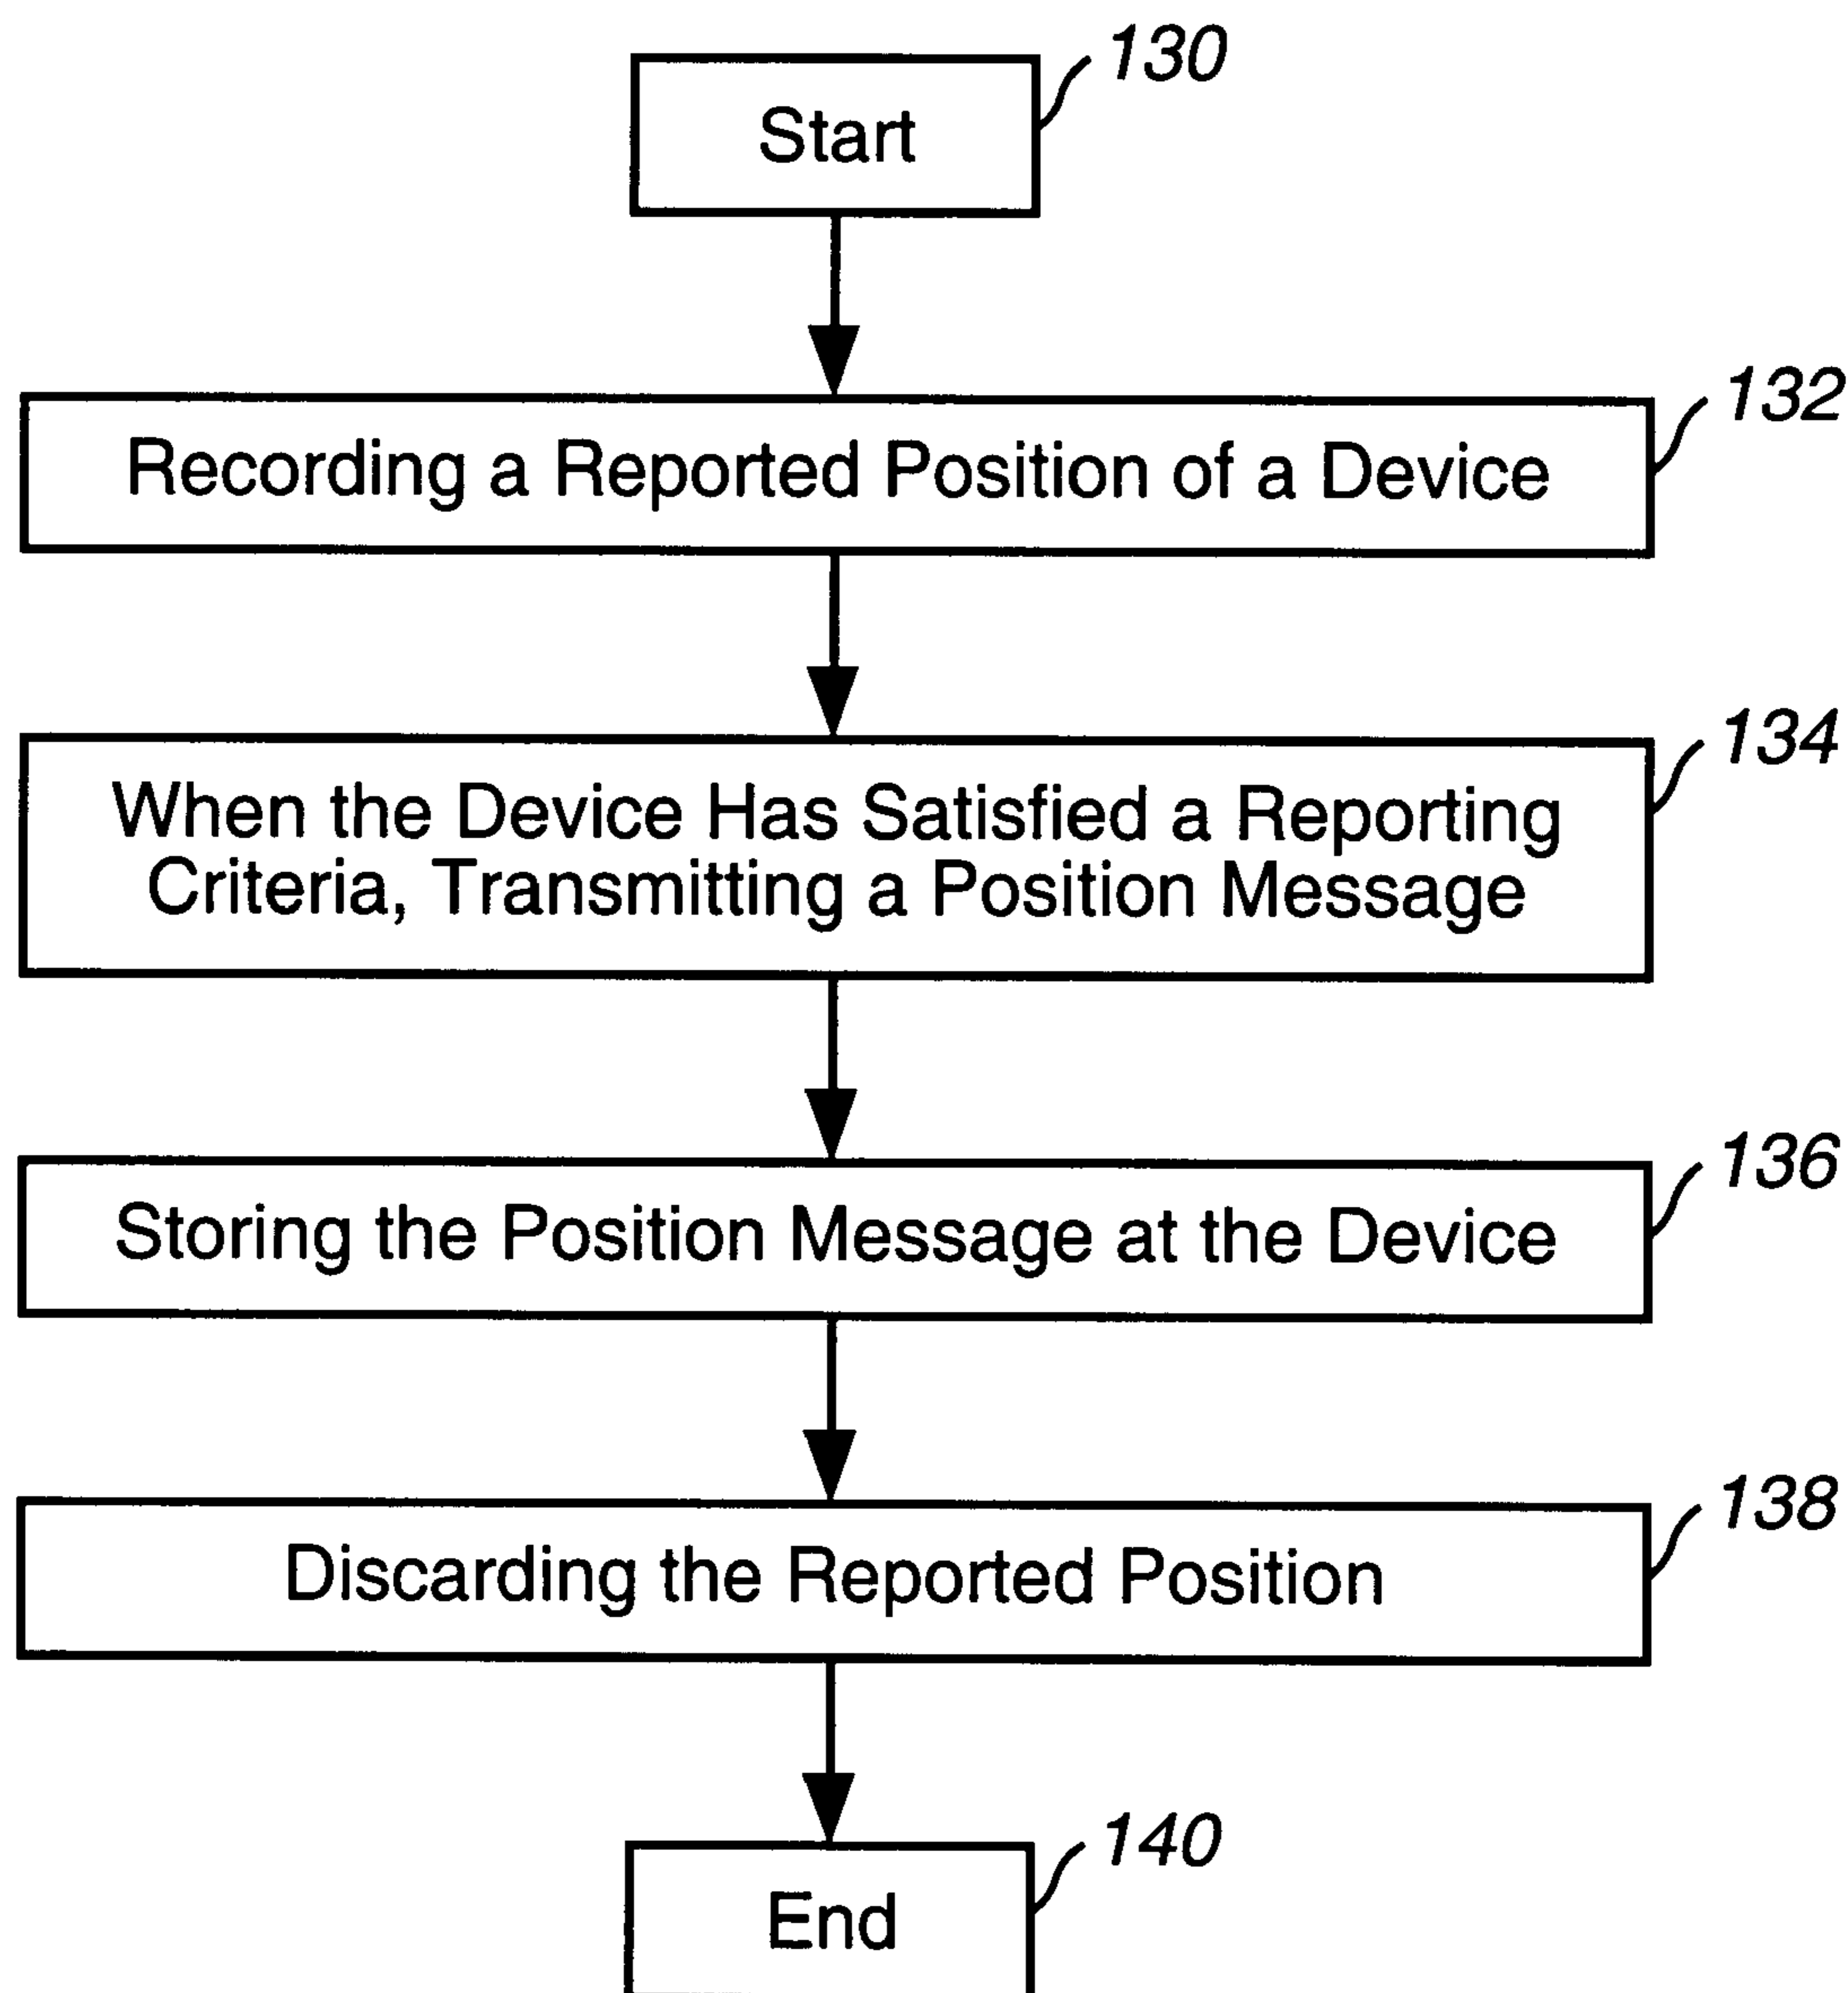 130
Start
132
Recording a Reported Position of a Device
134
When the Device Has Satisfied a Reporting
Criteria, Transmitting a Position Message
136
Storing the Position Message at the Device
138
Discarding the Reported Position
140
End